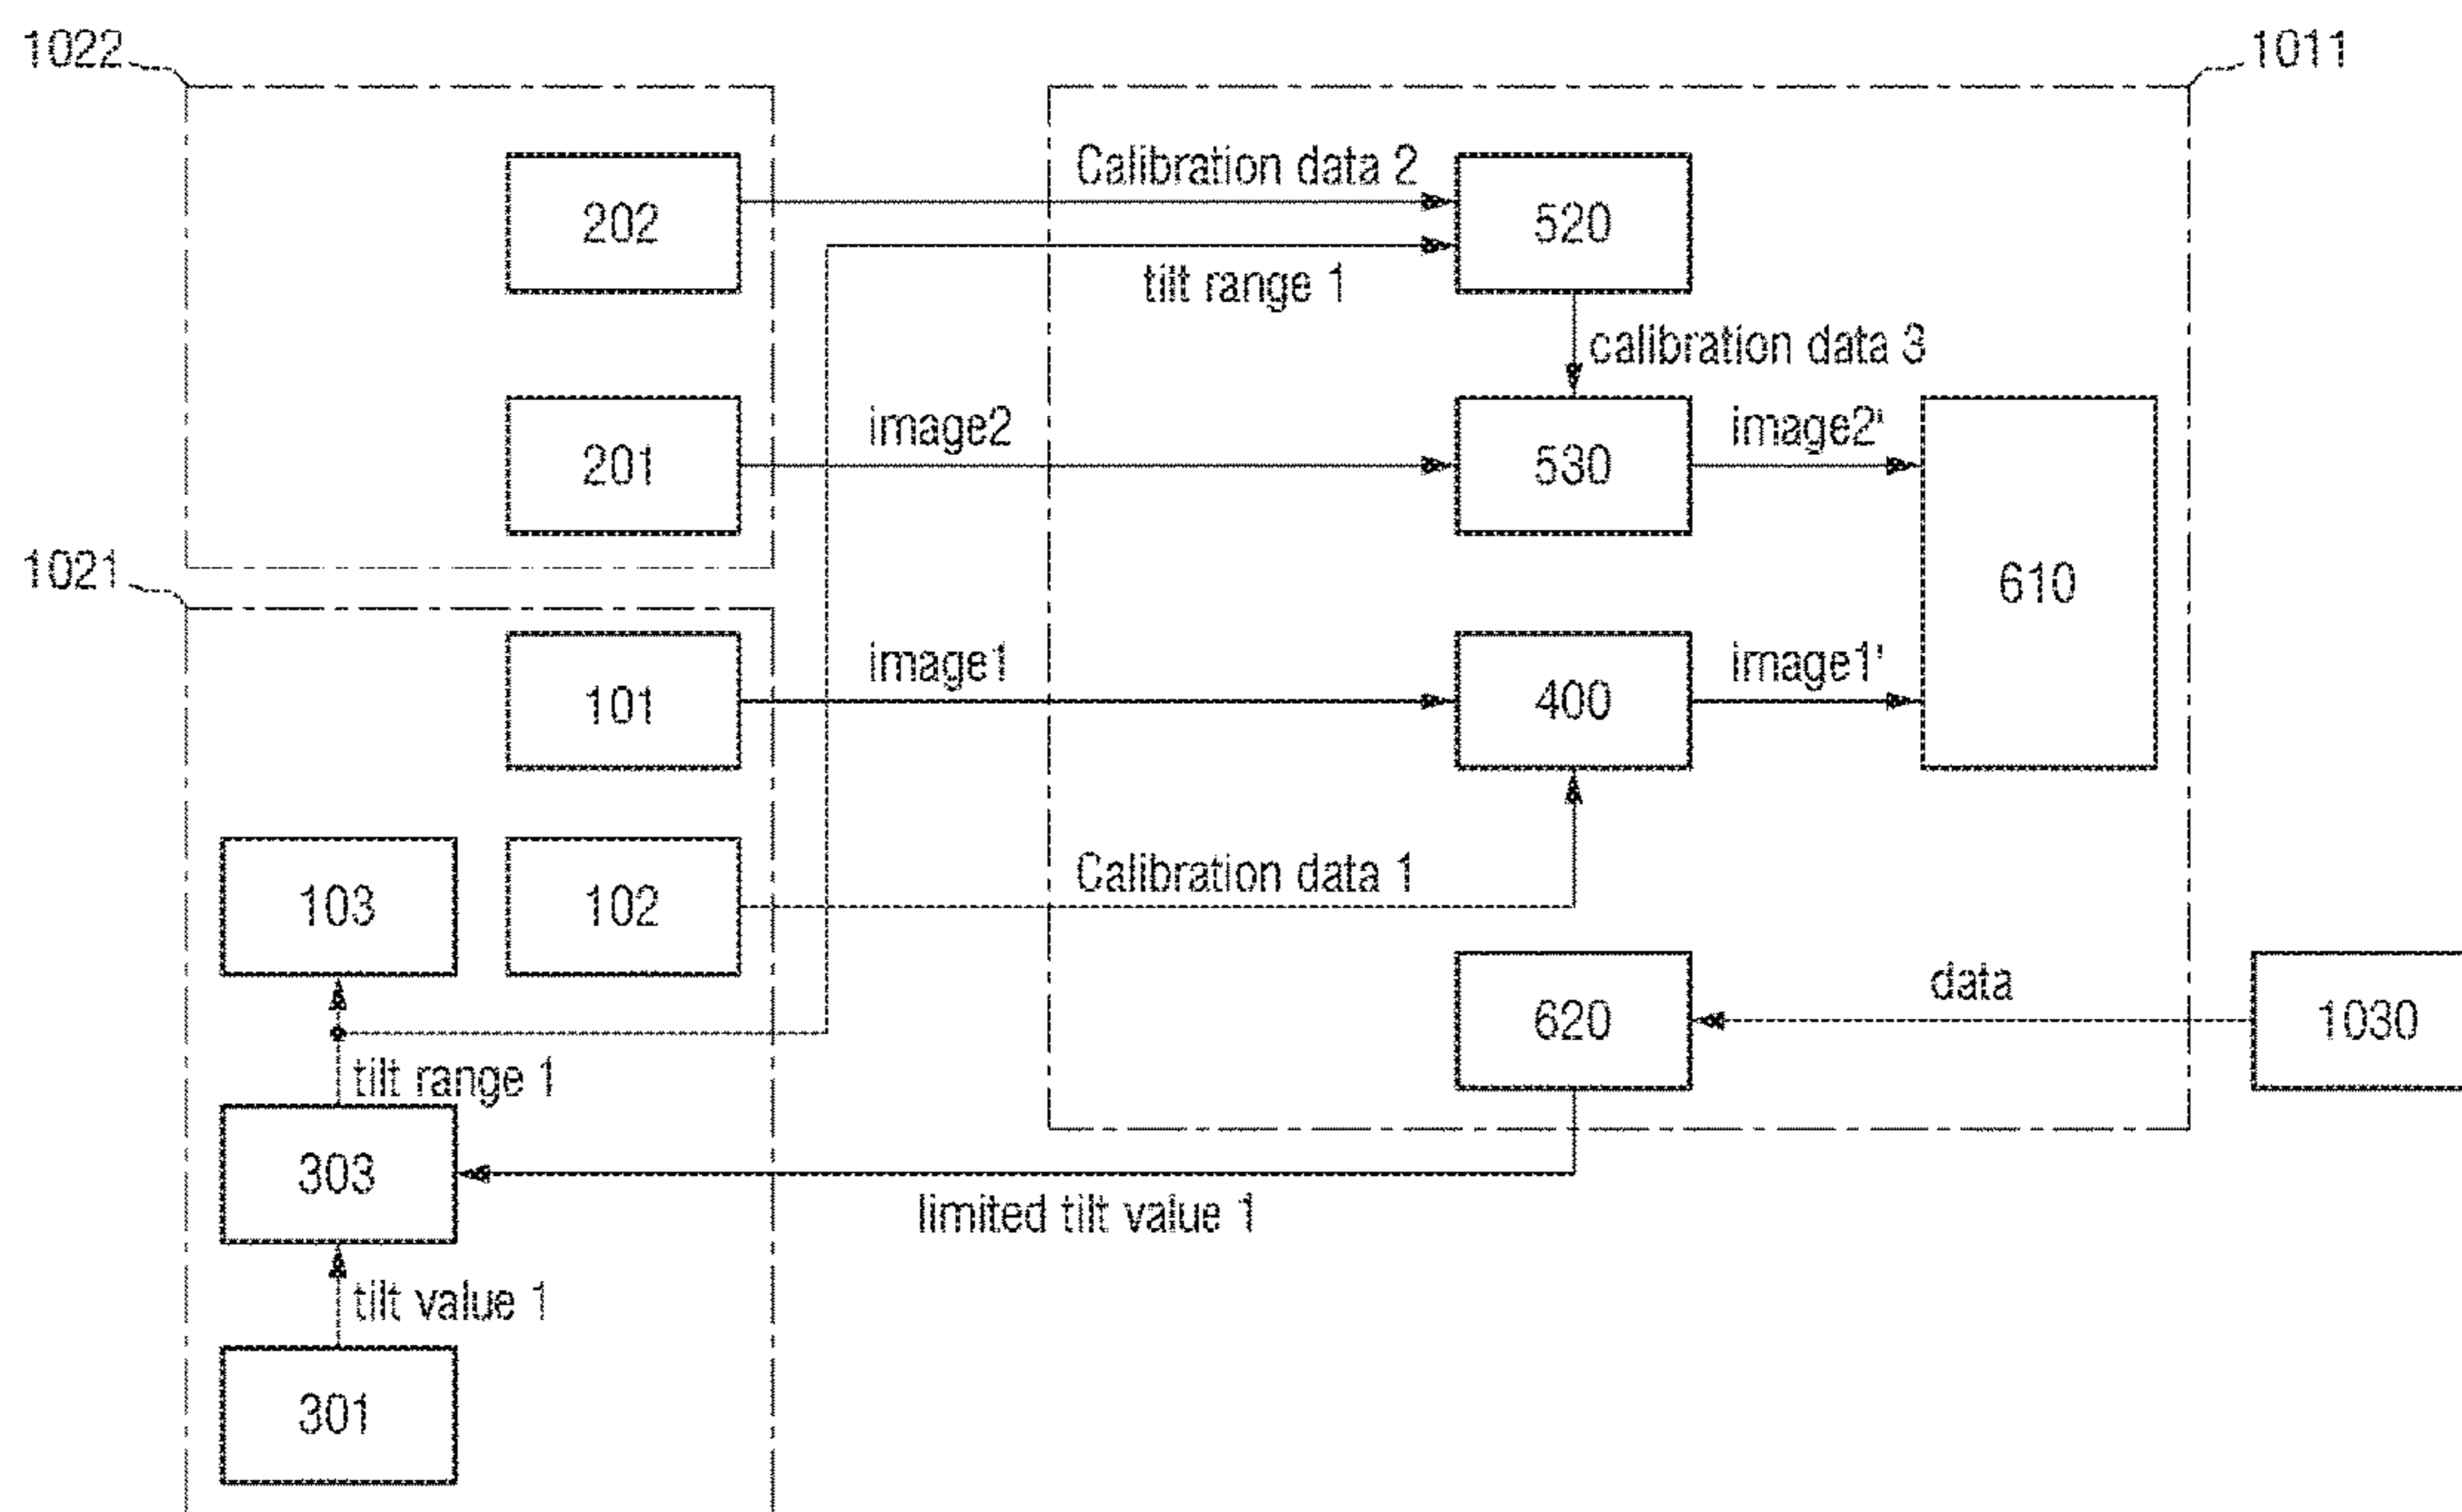 1022
1011
Calibration data 2
202
520
tilt range 1
calibration data 3
image2
image2'
201
530
1021
610
image1
image1'
101
400
Calibration data 1
103
102
data
620
1030
tilt range 1
303
limited tilt value 1
tilt value 1
301